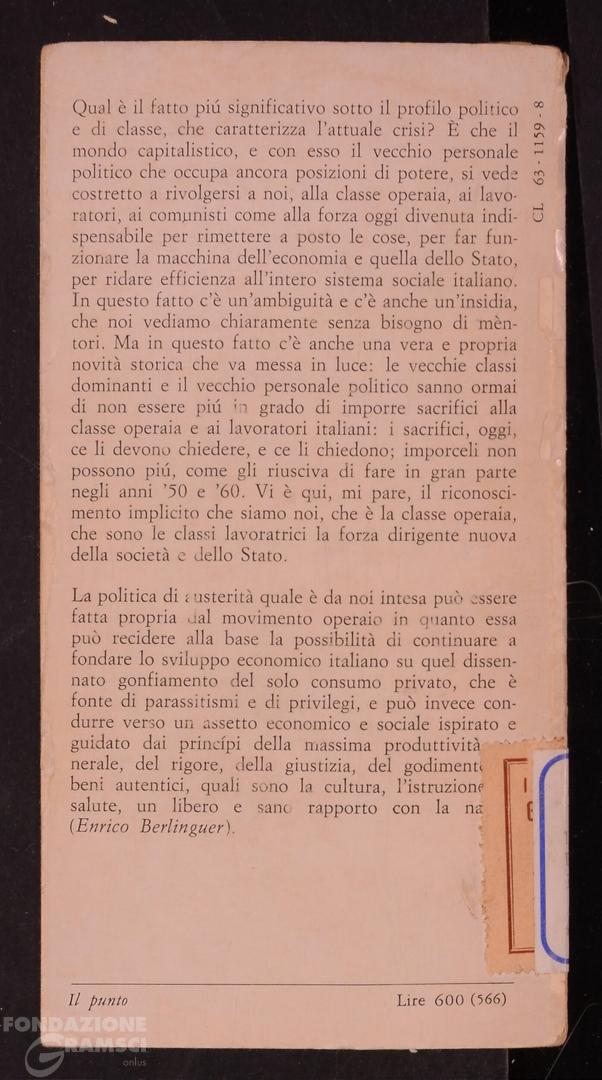 Qual è il fatto piú significativo sotto il profilo politico
e di classe, che caratterizza l'attuale crisi? È che il
mondo capitalistico, e con esso il vecchio personale
politico che occupa ancora posizioni di potere, si vede
costretto a rivolgersi a noi, alla classe operaia, ai lavo-
ratori, ai comunisti come alla forza oggi divenuta indi-
spensabile per rimettere a posto le cose, per far fun-
zionare la macchina dell'economia e quella dello Stato,
per ridare efficienza all'intero sistema sociale italiano.
In questo fatto c'è un'ambiguità e c'è anche un'insidia,
che noi vediamo chiaramente senza bisogno di mèn-
tori. Ma in questo fatto c'è anche una vera e propria
novità storica che va messa in luce: le vecchie classi
dominanti e il vecchio personale politico sanno ormai
di non essere piú in grado di imporre sacrifici alla
classe operaia e ai lavoratori italiani: i sacrifici, oggi,
ce li devono chiedere, e ce li chiedono; imporceli non
possono piú, come gli riusciva di fare in gran parte
negli anni '50 e '60. Vi è qui, mi pare, il riconosci-
mento implicito che siamo noi, che è la classe operaia,
che sono le classi lavoratrici la forza dirigente nuova
della società e dello Stato.
La politica di austerità quale è da noi intesa può essere
fatta propria dal movimento operaio in quanto essa
può recidere alla base la possibilità di continuare a
fondare lo sviluppo economico italiano su quel dissen-
nato gonfiamento del solo consumo privato, che è
fonte di parassitismi e di privilegi, e può invece con-
durre verso un assetto economico e sociale ispirato e
guidato dai princípi della massima produttività
nerale, del rigore, della giustizia, del godiment
beni autentici, quali sono la cultura, l'istruzione
salute, un libero e sano rapporto con la na
(Enrico Berlinguer).
Il punto
Lire 600 (566)
CL 63-1159-8
FONDAZIONE
GRAMSCI
onlus